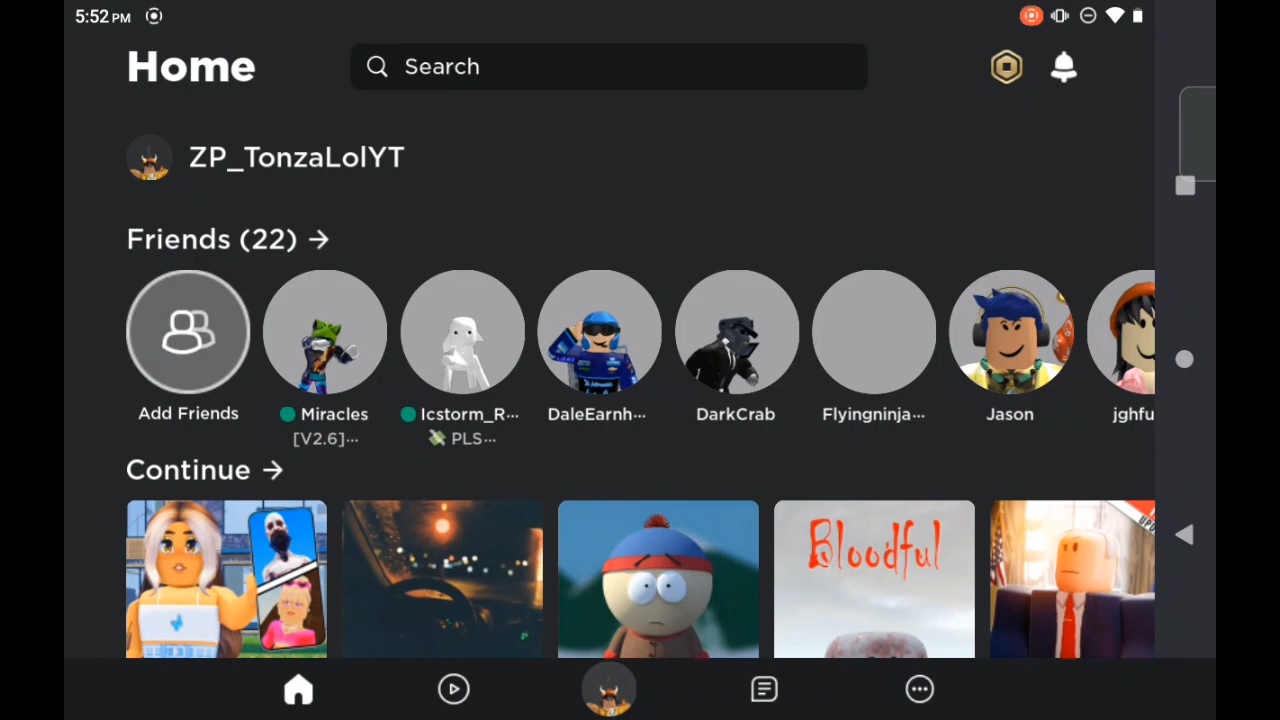 5:52 PM
Home
Search
ZP_TonzaLolYT
Friends (22) →
Add Friends
Miracles
Icstorm_R...
DaleEarnh...
DarkCrab
Flyingninja...
Jason
jghfu
[V2.6]...
PLS...
Continue →
Bloodful